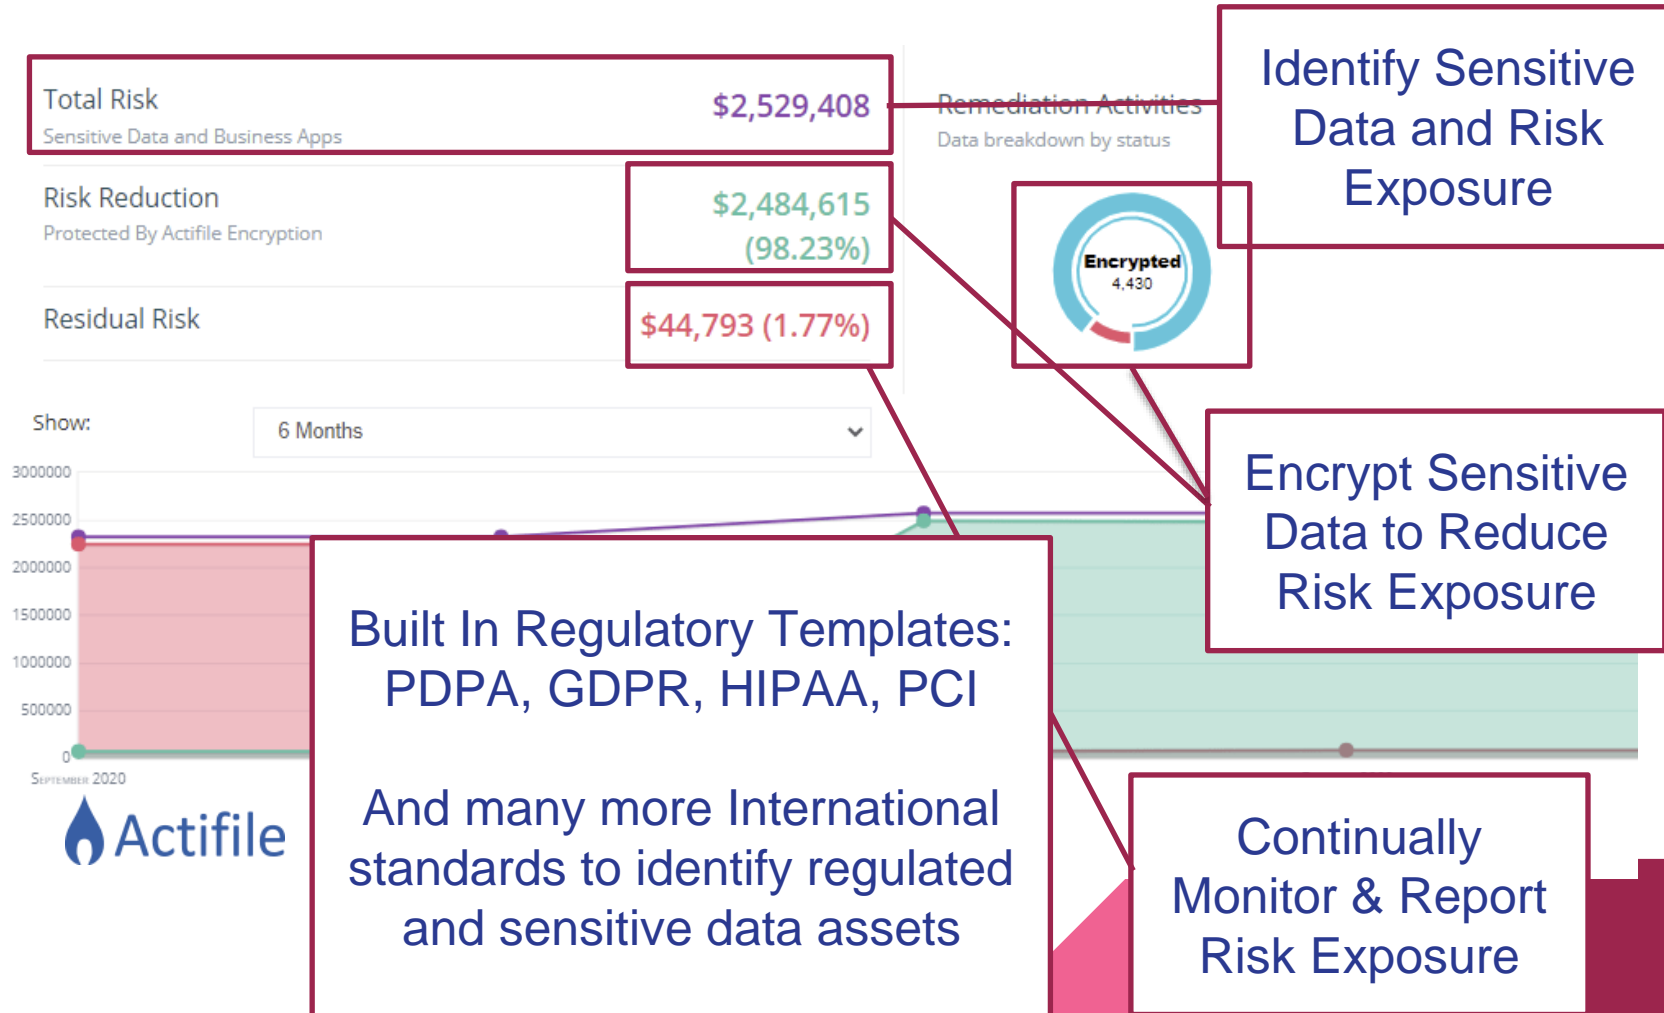 Total Risk
$2,529,408
Sensitive Data and Business Apps
Risk Reduction
$2,484,615
Protected By Actifile Encryption
(98.23%)
Residual Risk
$44,793 (1.77%)
Remediation Activities
Data breakdown by status
Encrypted
4,430
Identify Sensitive
Data and Risk
Exposure
Show:
6 Months
3000000
2500000
2000000
1500000
1000000
500000
0
SEPTEMBER 2020
Encrypt Sensitive
Data to Reduce
Risk Exposure
Built In Regulatory Templates:
PDPA, GDPR, HIPAA, PCI
And many more International
standards to identify regulated
and sensitive data assets
Actifile
Continually
Monitor & Report
Risk Exposure